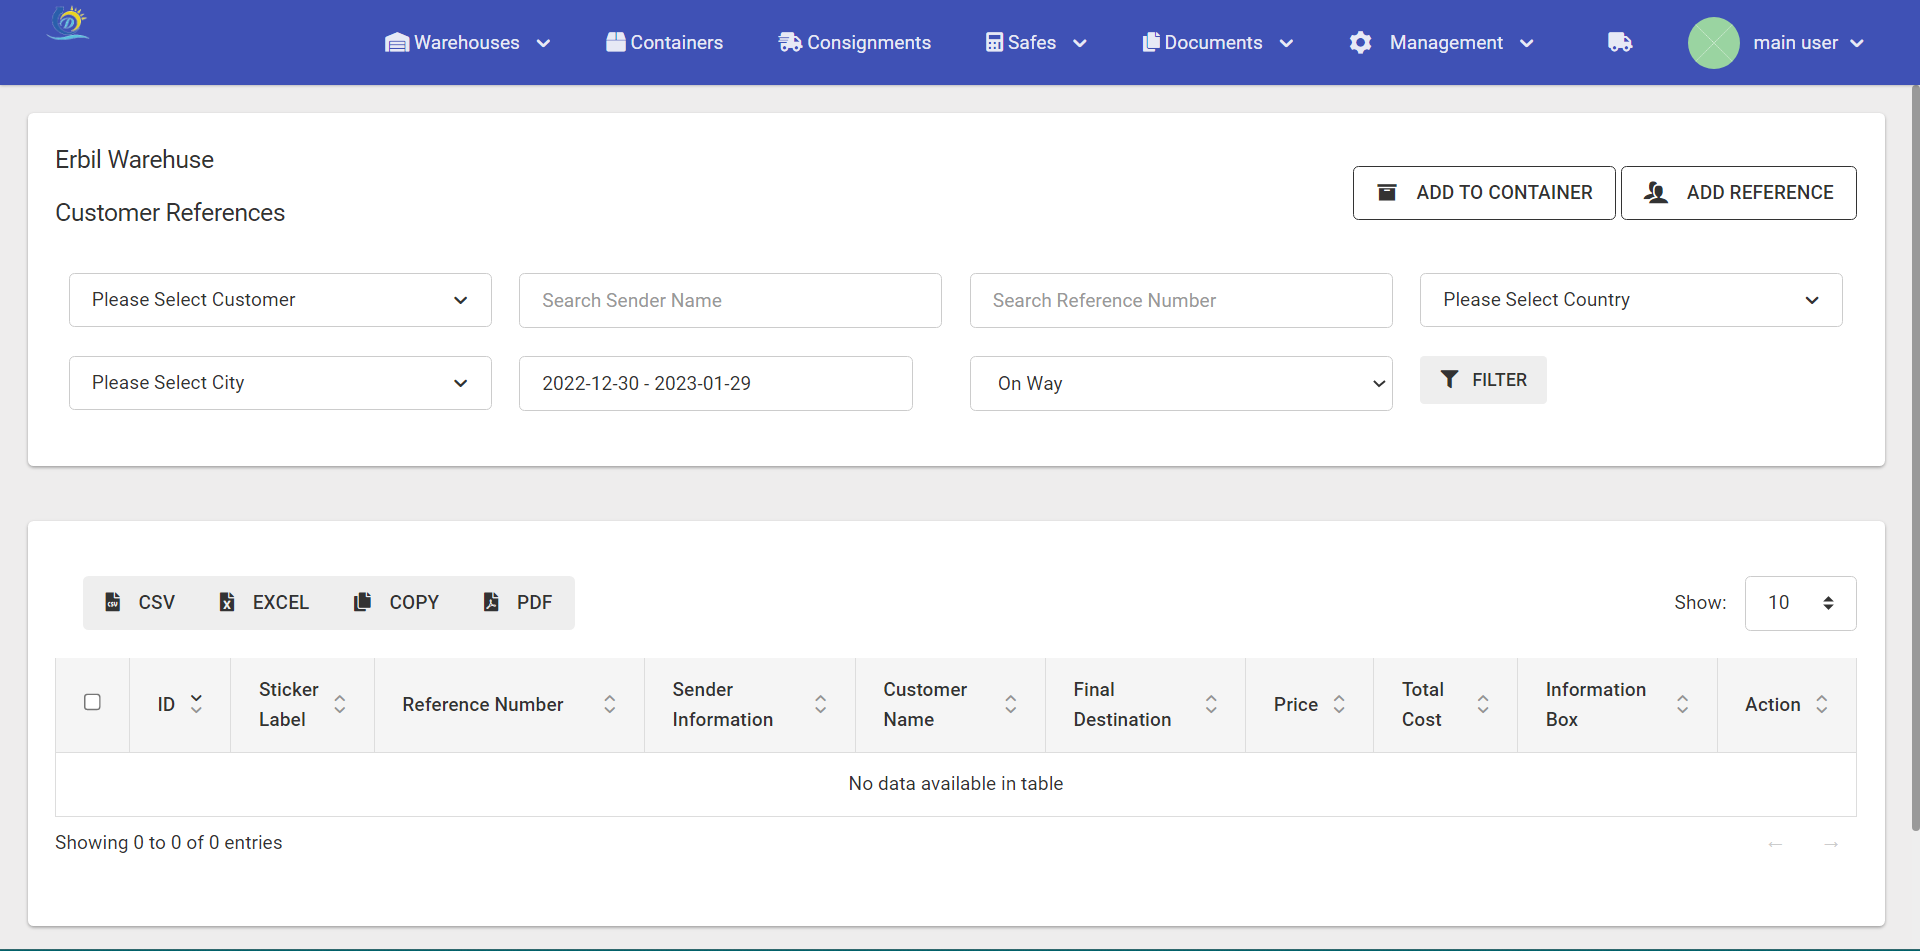 Warehouses
Containers
Consignments
Safes
Documents
Management
main user
Erbil Warehuse
Customer References
ADD TO CONTAINER
ADD REFERENCE
Please Select Customer
Search Sender Name
Search Reference Number
Please Select Country
Please Select City
2022-12-30 - 2023-01-29
On Way
FILTER
CSV
EXCEL
COPY
PDF
Show:
10
ID
Sticker
Label
Reference Number
Sender
Information
Customer
Name
Final
Destination
Price
Total
Cost
Information
Box
Action
No data available in table
Showing 0 to 0 of 0 entries